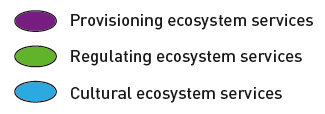 Provisioning ecosystem services
Regulating ecosystem services
Cultural ecosystem services